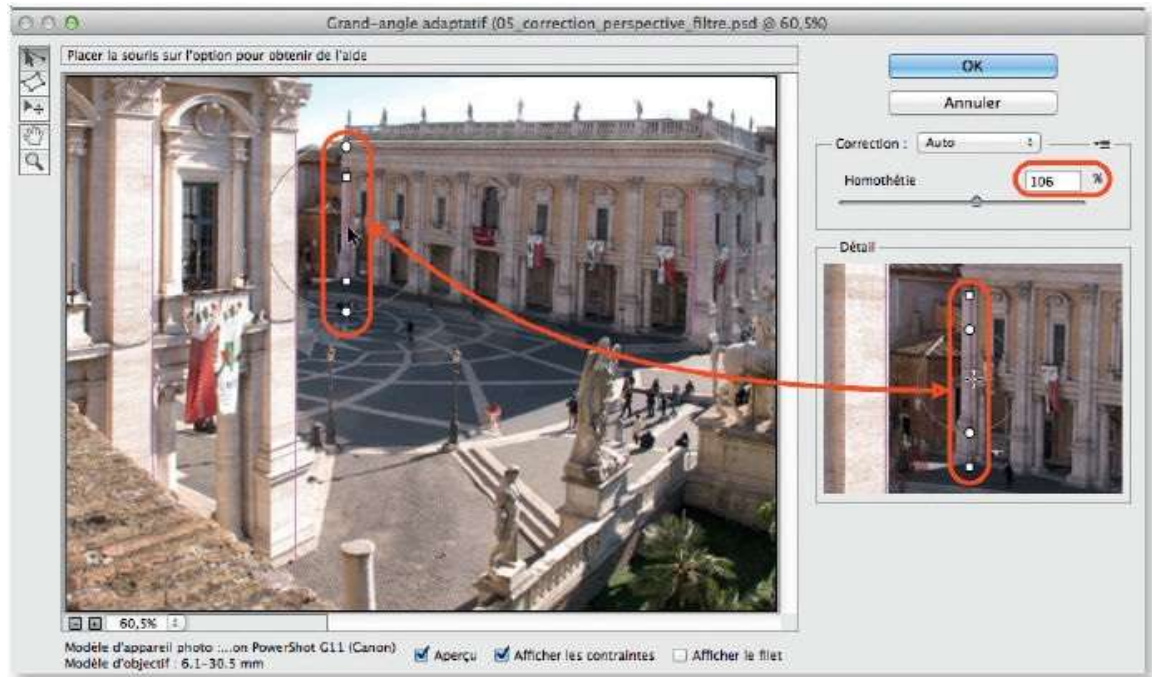 Grand-angle adaptatif (05_correction_perspective_filtre.psd @ 60,5%)
Placer la souris sur l'option pour obtenir de l'aide
OK
Annuler
Correction : Auto
Homothétie 106 %
Détail
60,5%
Modèle d'appareil photo :...on PowerShot G11 (Canon)
Modèle d'objectif : 6.1-30.5 mm
Aperçu Afficher les contraintes Afficher le filet